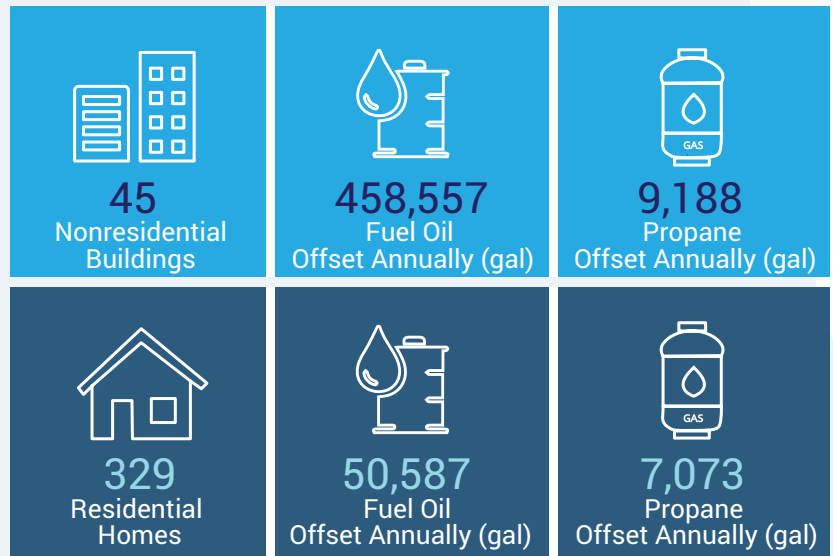 45
Nonresidential
Buildings
458,557
Fuel Oil
Offset Annually (gal)
GAS
9,188
Propane
Offset Annually (gal)
329
Residential
Homes
50,587
Fuel Oil
Offset Annually (gal)
GAS
7,073
Propane
Offset Annually (gal)